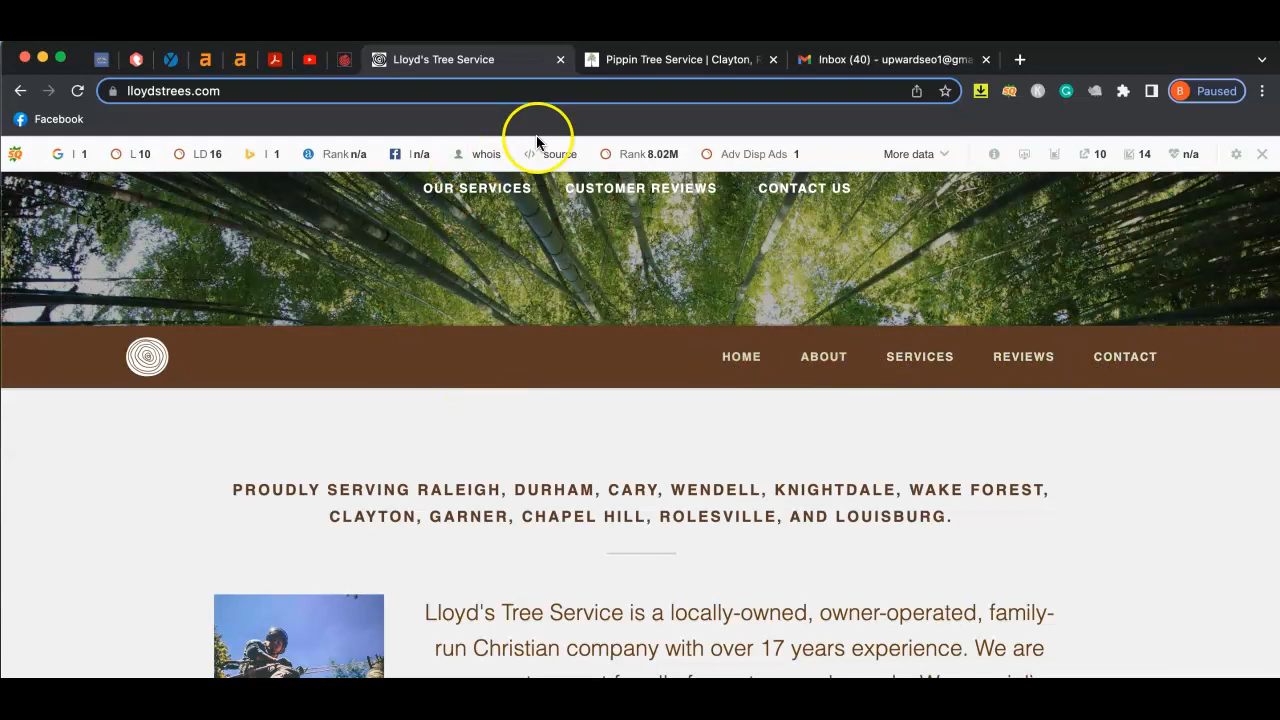 Lloyd's Tree Service
Pippin Tree Service | Clayton,
Inbox (40) - upwardseo1@gma
lloydstrees.com
B Paused
Facebook
SQ G I 1 L 10 LD 16 I 1 a Rank n/a I n/a whois source Rank 8.02M Adv Disp Ads 1 More data 10 14 n/a
OUR SERVICES CUSTOMER REVIEWS CONTACT US
HOME ABOUT SERVICES REVIEWS CONTACT
PROUDLY SERVING RALEIGH, DURHAM, CARY, WENDELL, KNIGHTDALE, WAKE FOREST,
CLAYTON, GARNER, CHAPEL HILL, ROLESVILLE, AND LOUISBURG.
Lloyd's Tree Service is a locally-owned, owner-operated, family-
run Christian company with over 17 years experience. We are